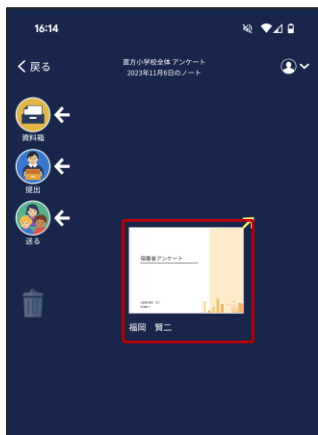 16:14
戻る
直方小学校全体 アンケート
2023年11月6日のノート
資料箱
提出
送る
保護者アンケート
福岡 賢二